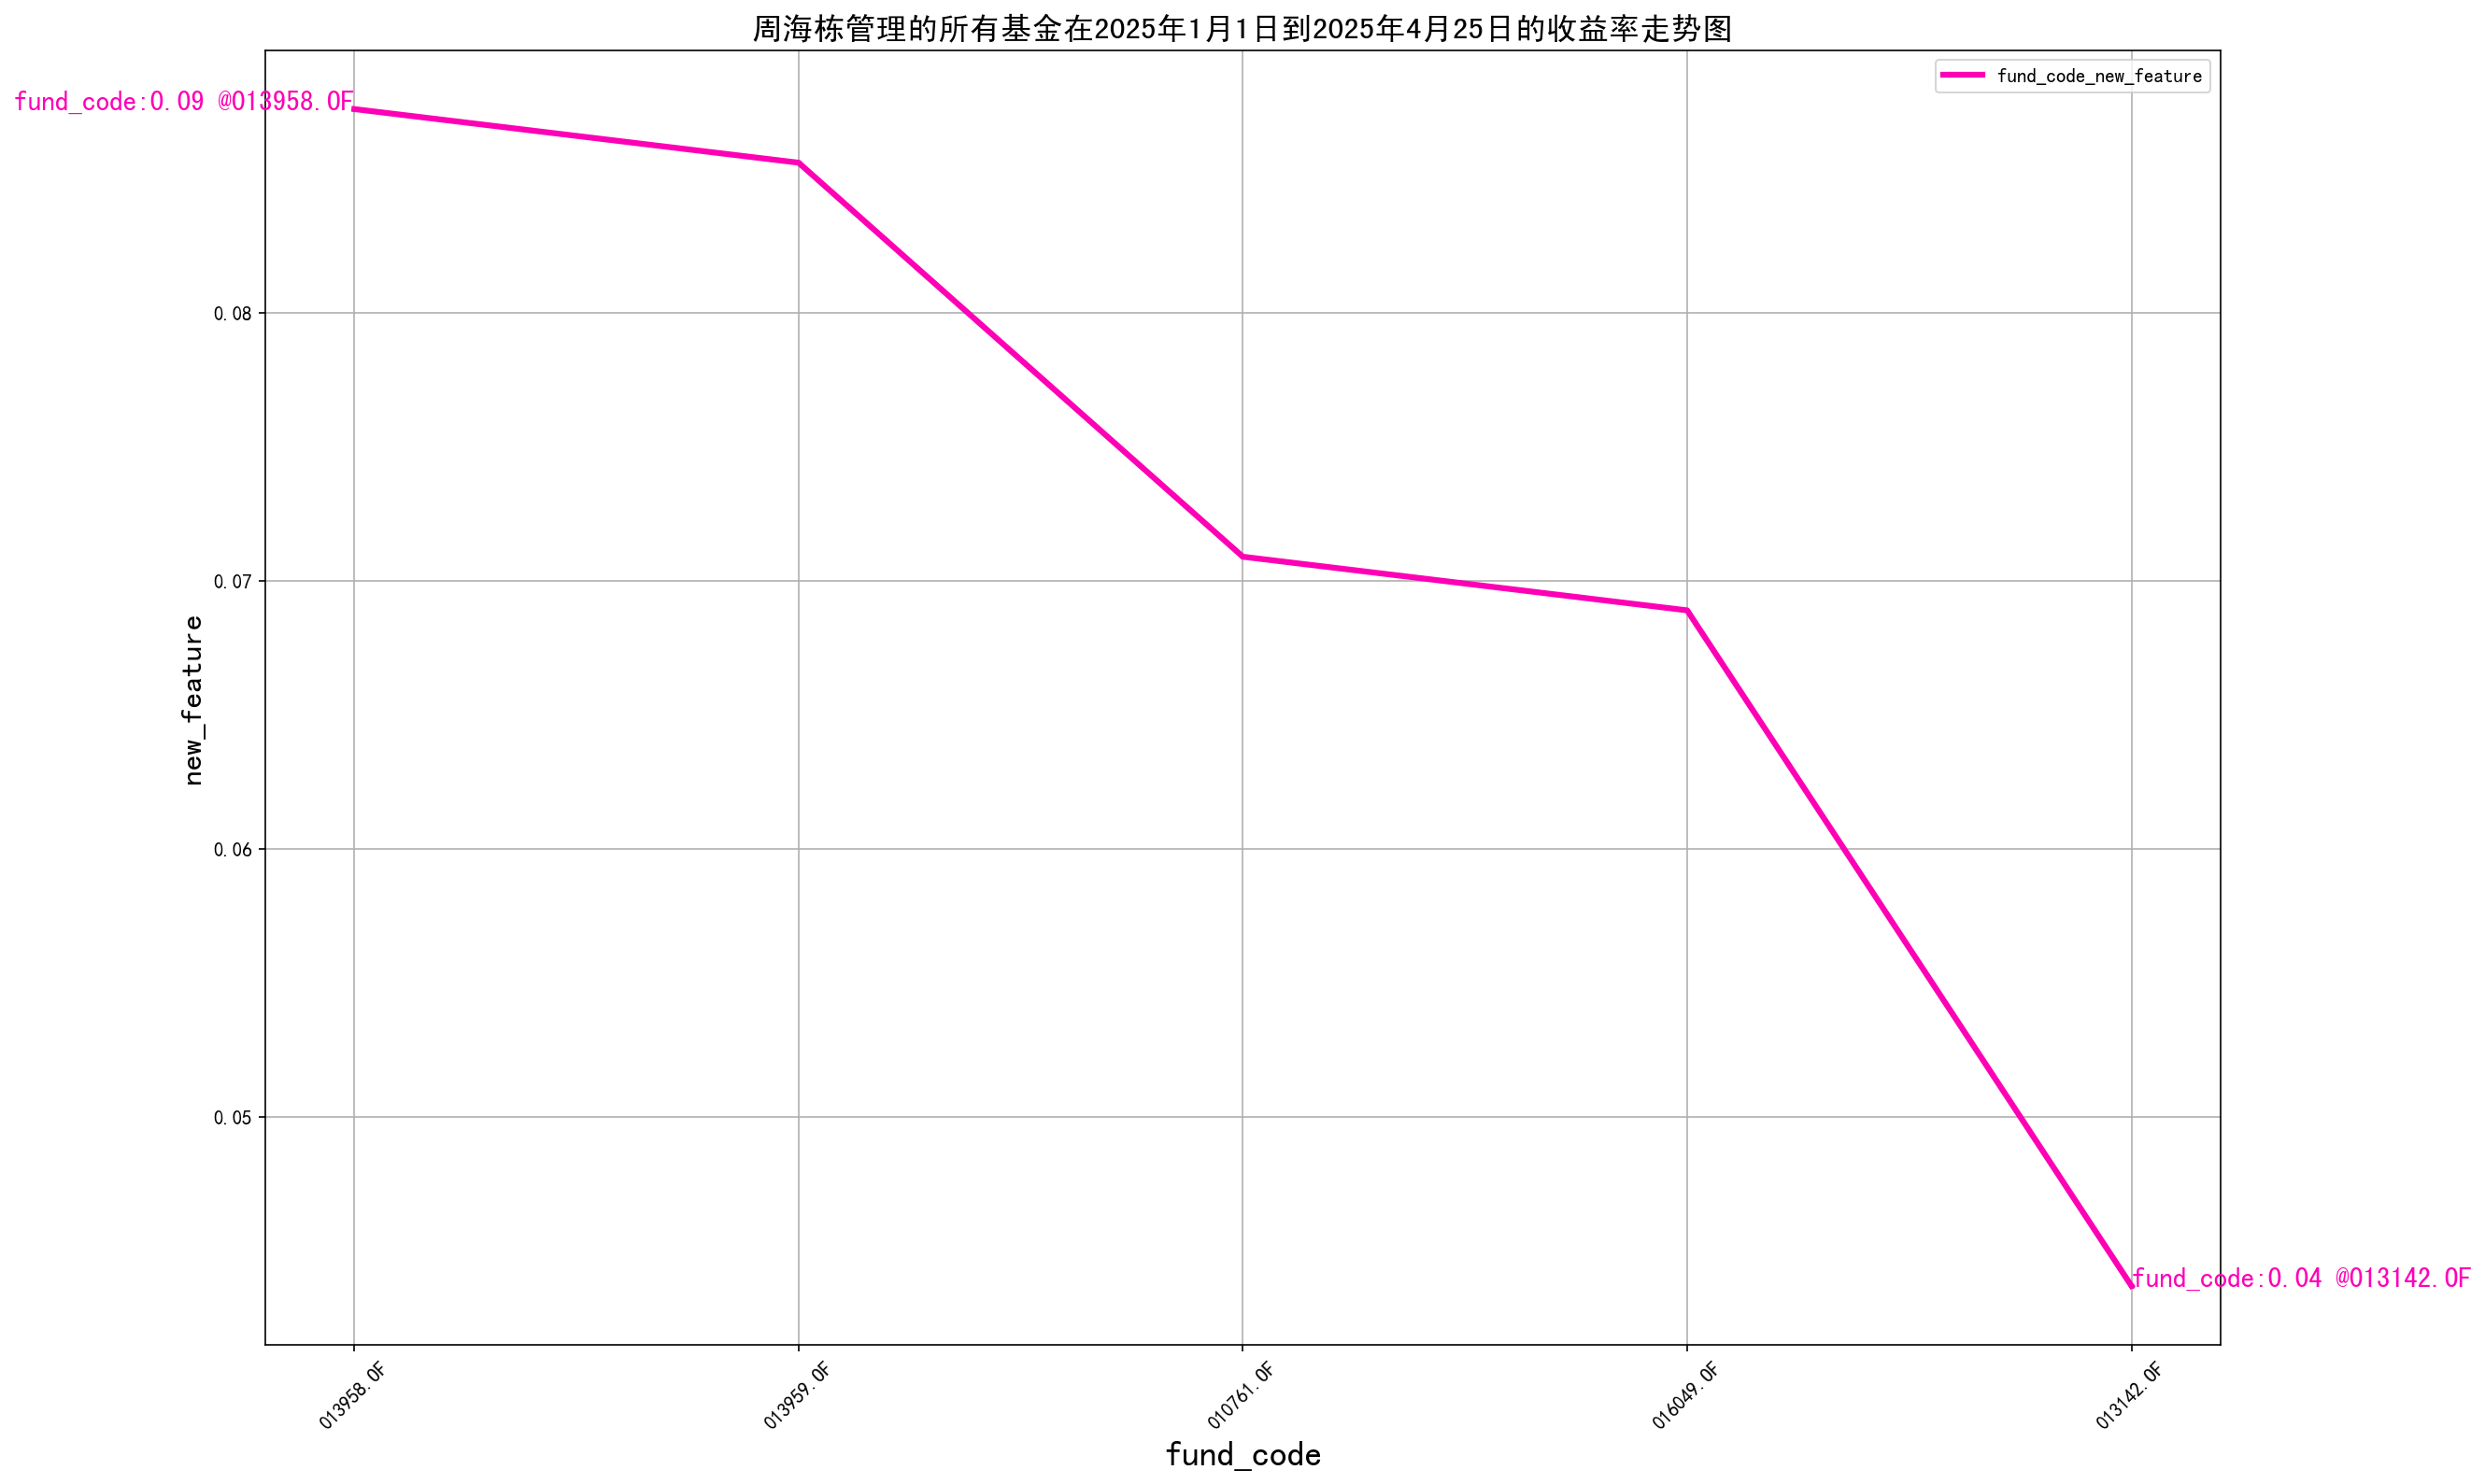 周海栋管理的所有基金在2025年1月1日到2025年4月25日的收益率走势图
fund_code_new_feature
fund_code:0.09 @013958.OF
0.08
0.07
0.06
0.05
new_feature
fund_code:0.04 @013142.OF
013958.OF
013959.OF
010761.OF
016049.OF
013142.OF
fund_code